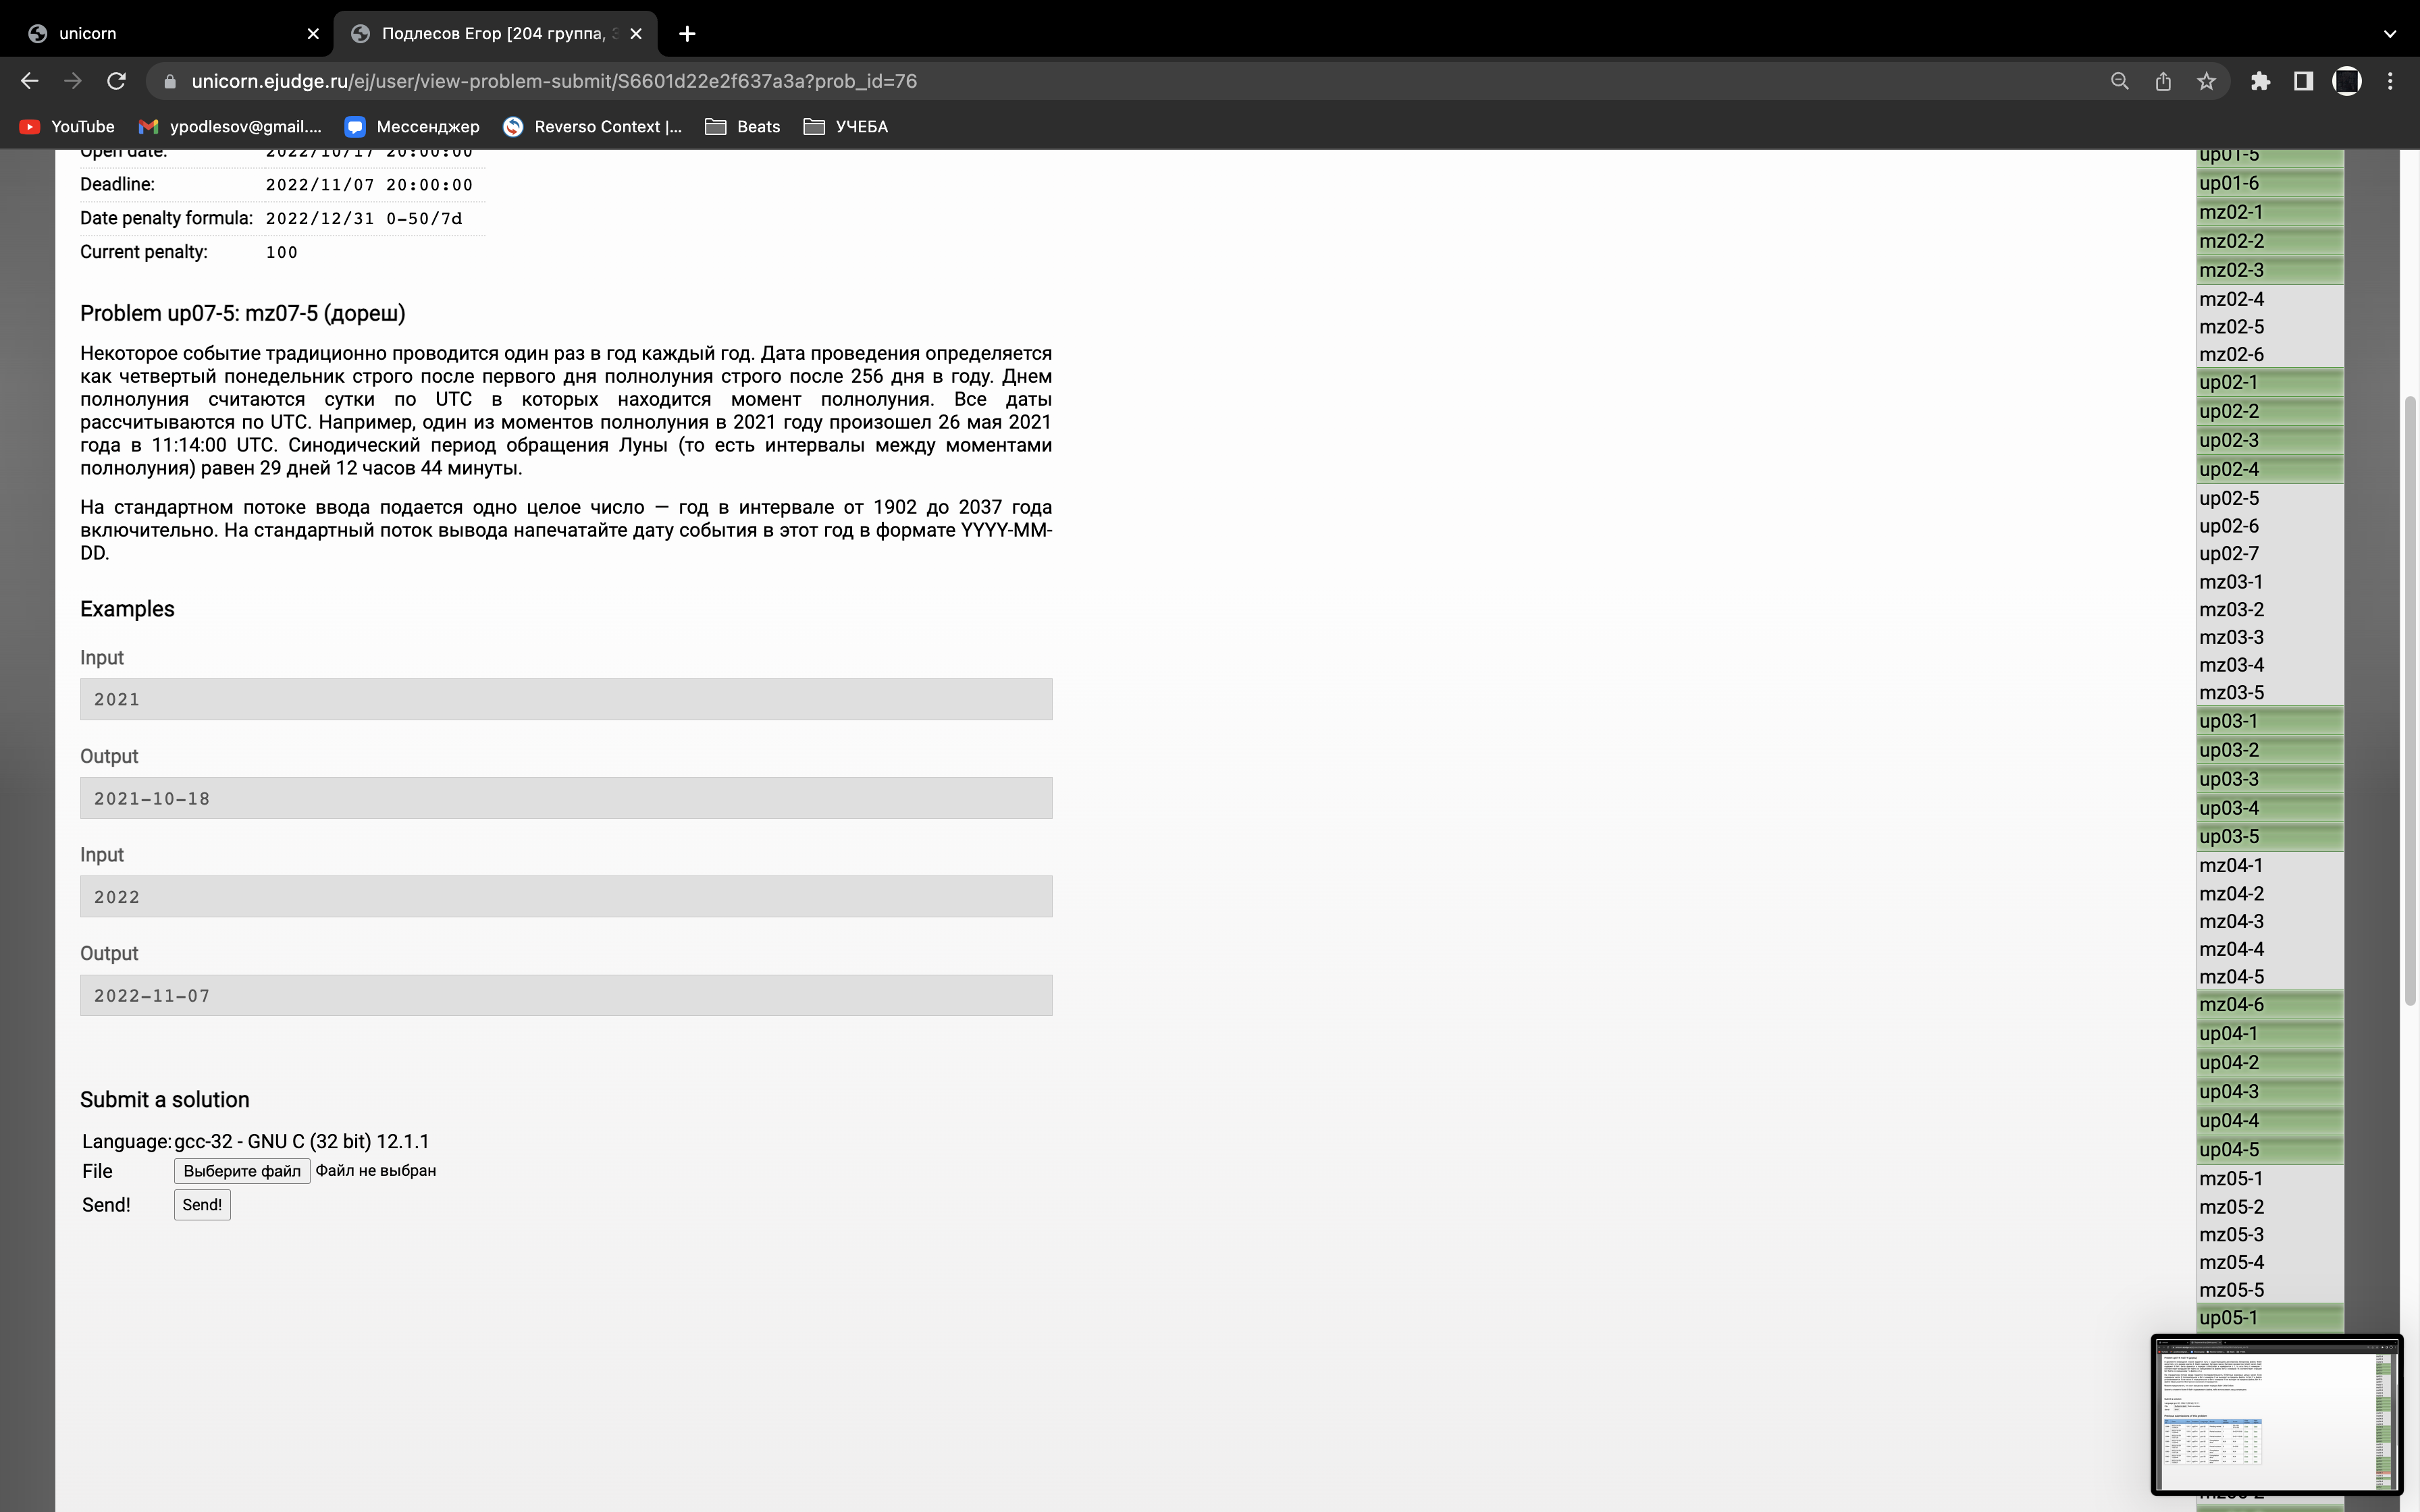 unicorn
Подлесов Егор [204 группа,
unicorn.ejudge.ru/ej/user/view-problem-submit/S6601d22e2f637a3a?prob_id=76
YouTube
ypodlesov@gmail....
Мессенджер
Reverso Context |...
Beats
УЧЕБА
Open date: 2022/10/17 20:00:00
Deadline: 2022/11/07 20:00:00
Date penalty formula: 2022/12/31 0-50/7d
Current penalty: 100
Problem up07-5: mz07-5 (дореш)
Некоторое событие традиционно проводится один раз в год каждый год. Дата проведения определяется
как четвертый понедельник строго после первого дня полнолуния строго после 256 дня в году. Днем
полнолуния считаются сутки по UTC в которых находится момент полнолуния. Все даты
рассчитываются по UTC. Например, один из моментов полнолуния в 2021 году произошел 26 мая 2021
года в 11:14:00 UTC. Синодический период обращения Луны (то есть интервалы между моментами
полнолуния) равен 29 дней 12 часов 44 минуты.
На стандартном потоке ввода подается одно целое число — год в интервале от 1902 до 2037 года
включительно. На стандартный поток вывода напечатайте дату события в этот год в формате YYYY-MM-
DD.
Examples
Input
2021
Output
2021-10-18
Input
2022
Output
2022-11-07
Submit a solution
Language: gcc-32 - GNU C (32 bit) 12.1.1
File Выберите файл Файл не выбран
Send! Send!
up01-5
up01-6
mz02-1
mz02-2
mz02-3
mz02-4
mz02-5
mz02-6
up02-1
up02-2
up02-3
up02-4
up02-5
up02-6
up02-7
mz03-1
mz03-2
mz03-3
mz03-4
mz03-5
up03-1
up03-2
up03-3
up03-4
up03-5
mz04-1
mz04-2
mz04-3
mz04-4
mz04-5
mz04-6
up04-1
up04-2
up04-3
up04-4
up04-5
mz05-1
mz05-2
mz05-3
mz05-4
mz05-5
up05-1